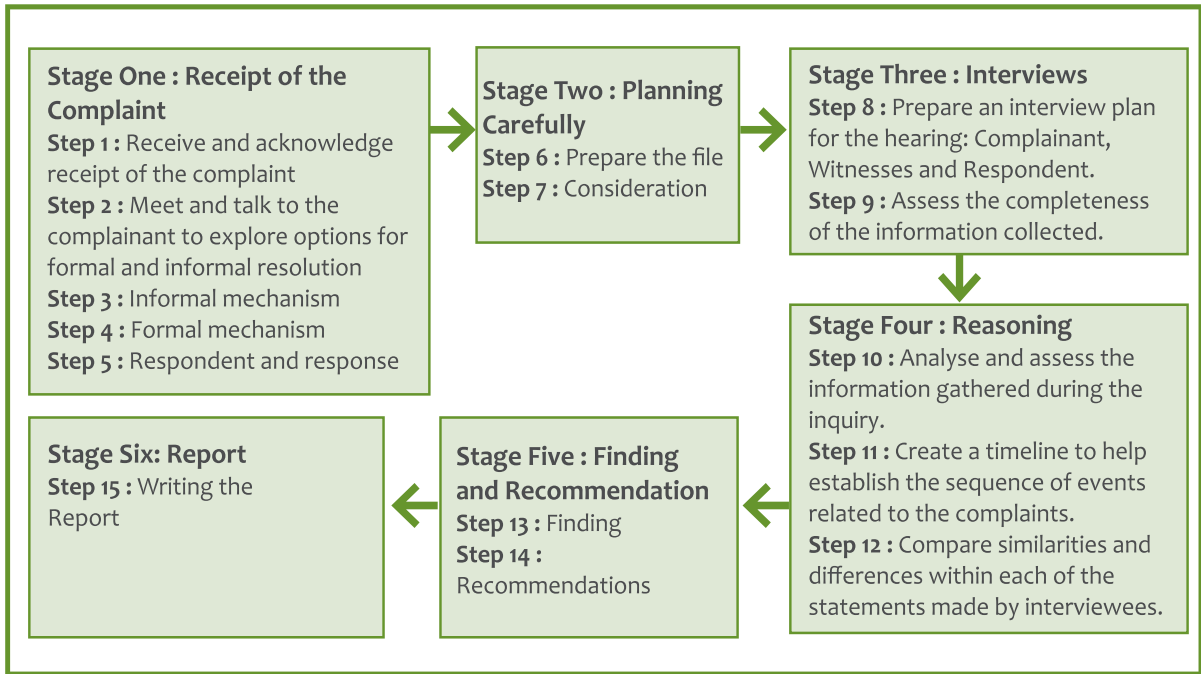 Stage One : Receipt of the
Complaint
Step 1 : Receive and acknowledge
receipt of the complaint
Step 2 : Meet and talk to the
complainant to explore options for
formal and informal resolution
Step 3 : Informal mechanism
Step 4 : Formal mechanism
Step 5 : Respondent and response
Stage Two : Planning
Carefully
Step 6 : Prepare the file
Step 7 : Consideration
Stage Three : Interviews
Step 8 : Prepare an interview plan
for the hearing: Complainant,
Witnesses and Respondent.
Step 9 : Assess the completeness
of the information collected.
Stage Four : Reasoning
Step 10 : Analyse and assess the
information gathered during the
inquiry.
Step 11 : Create a timeline to help
establish the sequence of events
related to the complaints.
Step 12 : Compare similarities and
differences within each of the
statements made by interviewees.
Stage Five : Finding
and Recommendation
Step 13 : Finding
Step 14 :
Recommendations
Stage Six: Report
Step 15 : Writing the
Report